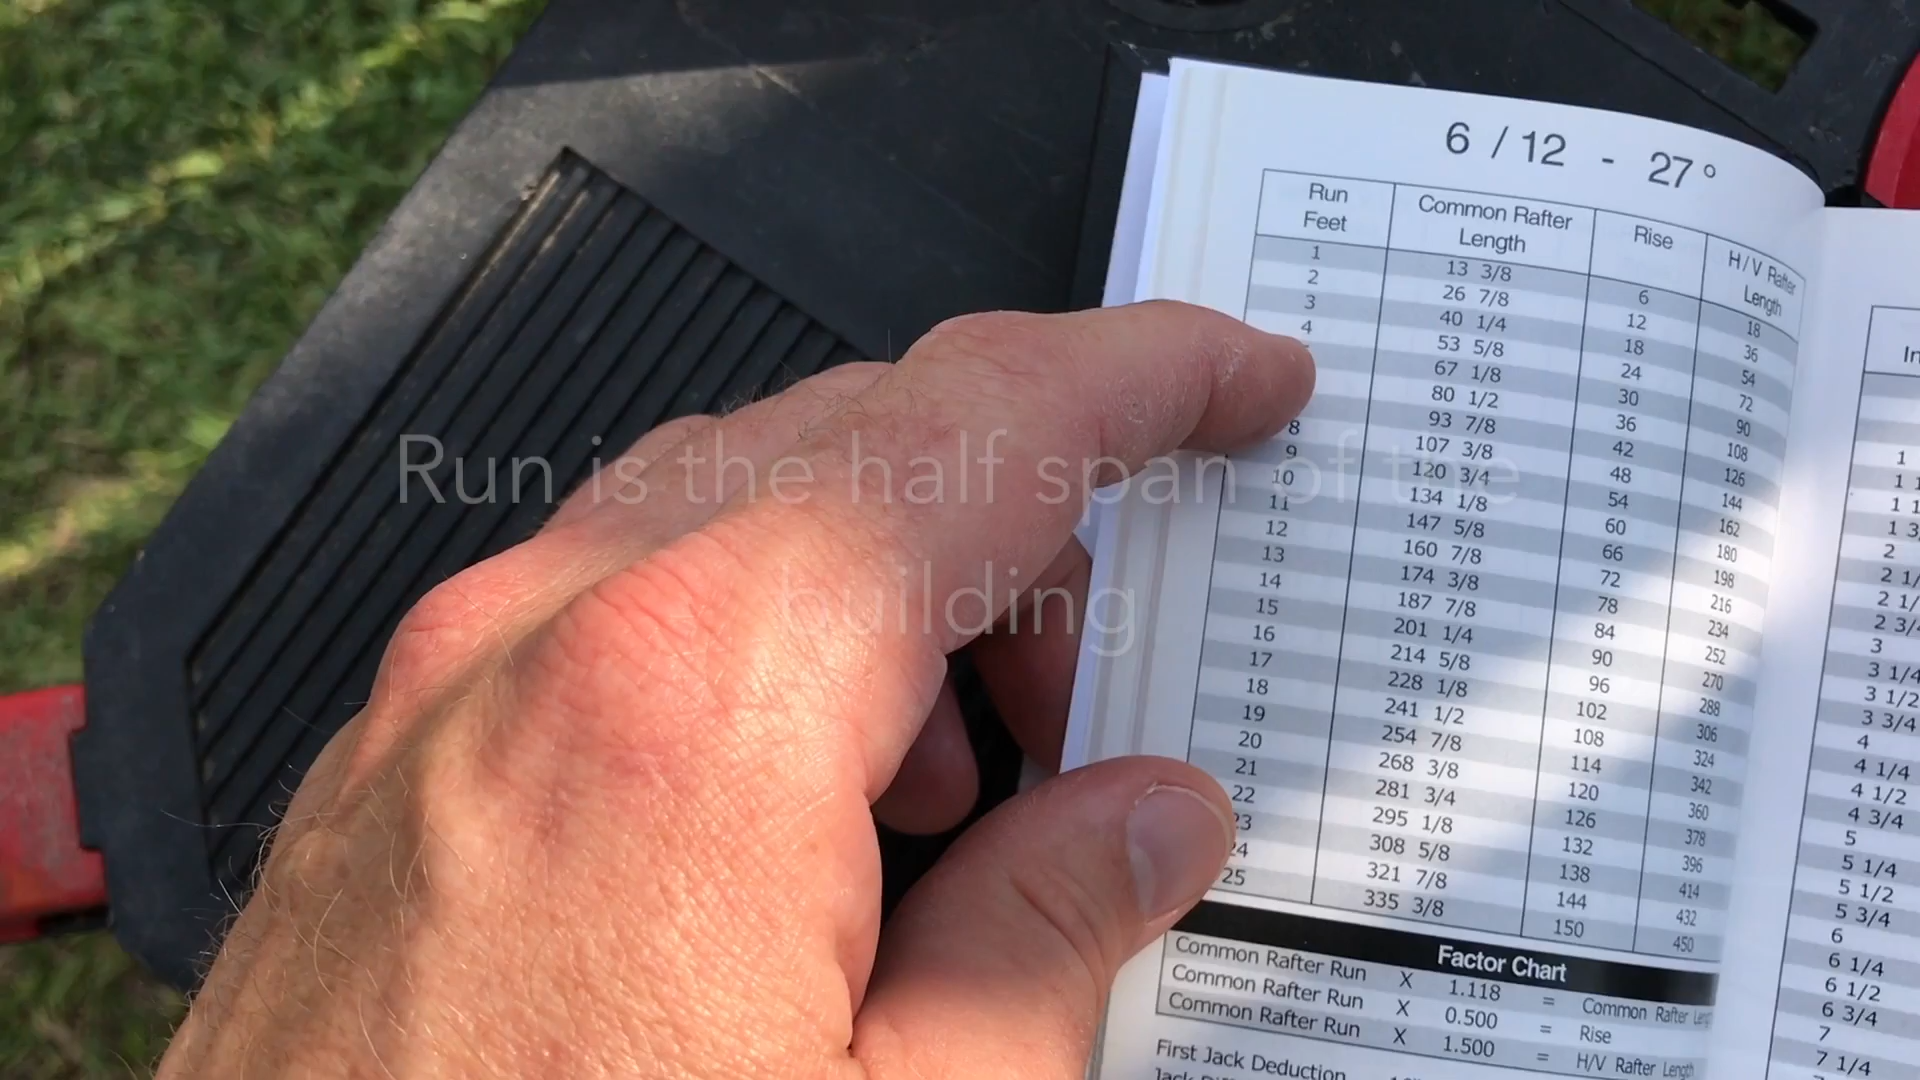 6 / 12 - 27°
Run Feet Common Rafter Length Rise H/V Rafter Length
1 13 3/8 6 18
2 26 7/8 12 36
3 40 1/4 18 54
4 53 5/8 24 72
67 1/8 30 90
80 1/2 36 108
93 7/8 42 126
8 107 3/8 48 144
9 120 3/4 54 162
10 134 1/8 60 180
11 147 5/8 66 198
12 160 7/8 72 216
13 174 3/8 78 234
14 187 7/8 84 252
15 201 1/4 90 270
16 214 5/8 96 288
17 228 1/8 102 306
18 241 1/2 108 324
19 254 7/8 114 342
20 268 3/8 120 360
21 281 3/4 126 378
22 295 1/8 132 396
23 308 5/8 138 414
24 321 7/8 144 432
25 335 3/8 150 450
Factor Chart
Common Rafter Run X 1.118 = Common Rafter
Common Rafter Run X 0.500 = Rise
Common Rafter Run X 1.500 = H/V Rafter Length
First Jack Deduction
Run is the half span of the
building
1
2
3
3 1/4
3 1/2
3 3/4
4
4 1/4
4 1/2
4 3/4
5
5 1/4
5 1/2
5 3/4
6
6 1/4
6 1/2
6 3/4
7
7 1/4